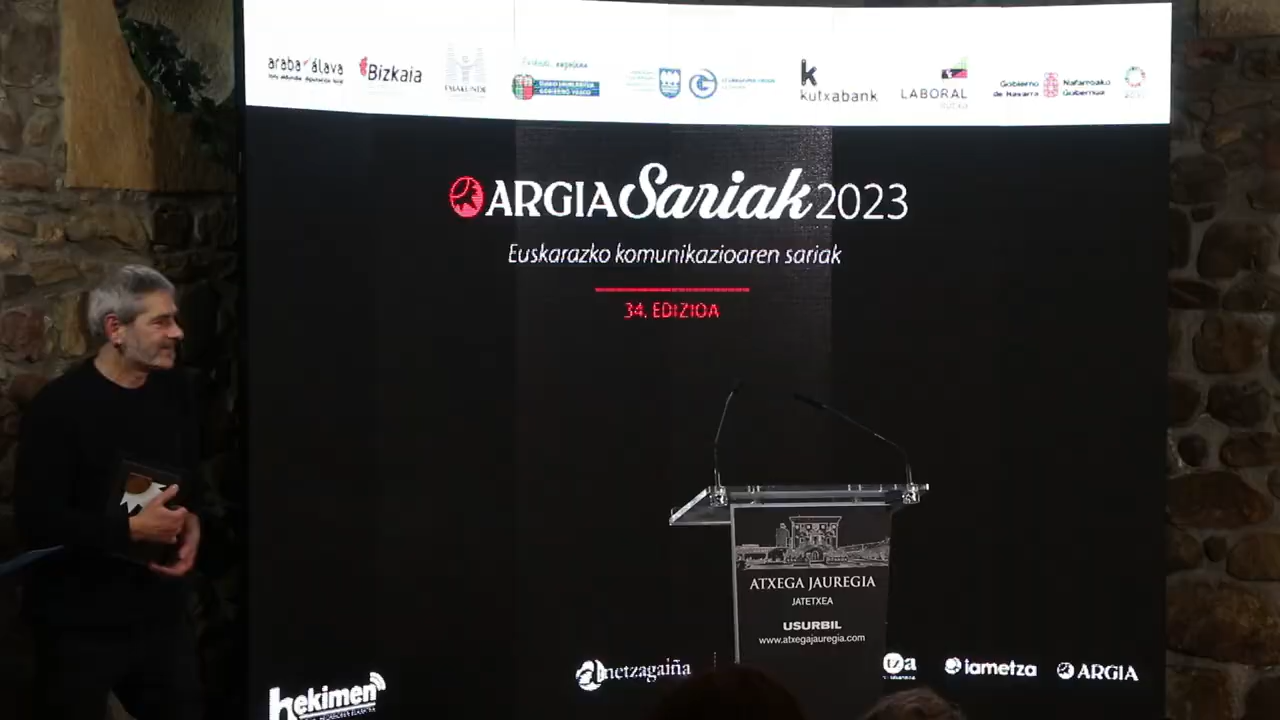 araba álava
Bizkaia
EMAKUNDE
kutxabank
LABORAL
kutxa
Gobierno de Navarra
Nafarroako Gobernua
ARGIA Sariak 2023
Euskarazko komunikazioaren sariak
34. EDIZIOA
ATXEGA JAUREGIA
JATETXEA
USURBIL
www.atxegajauregia.com
hekimen
netzagaiña
iametza
ARGIA